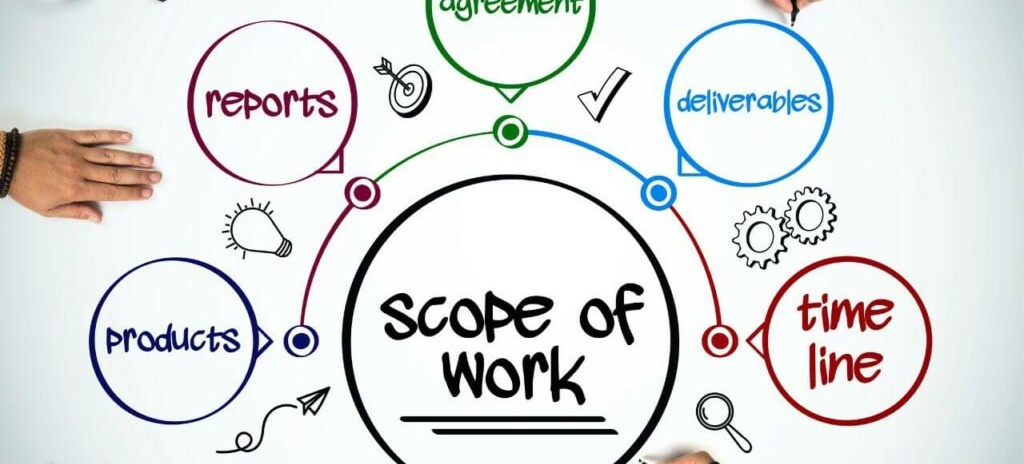 agreement
reports
deliverables
products
scope of
work
time
line